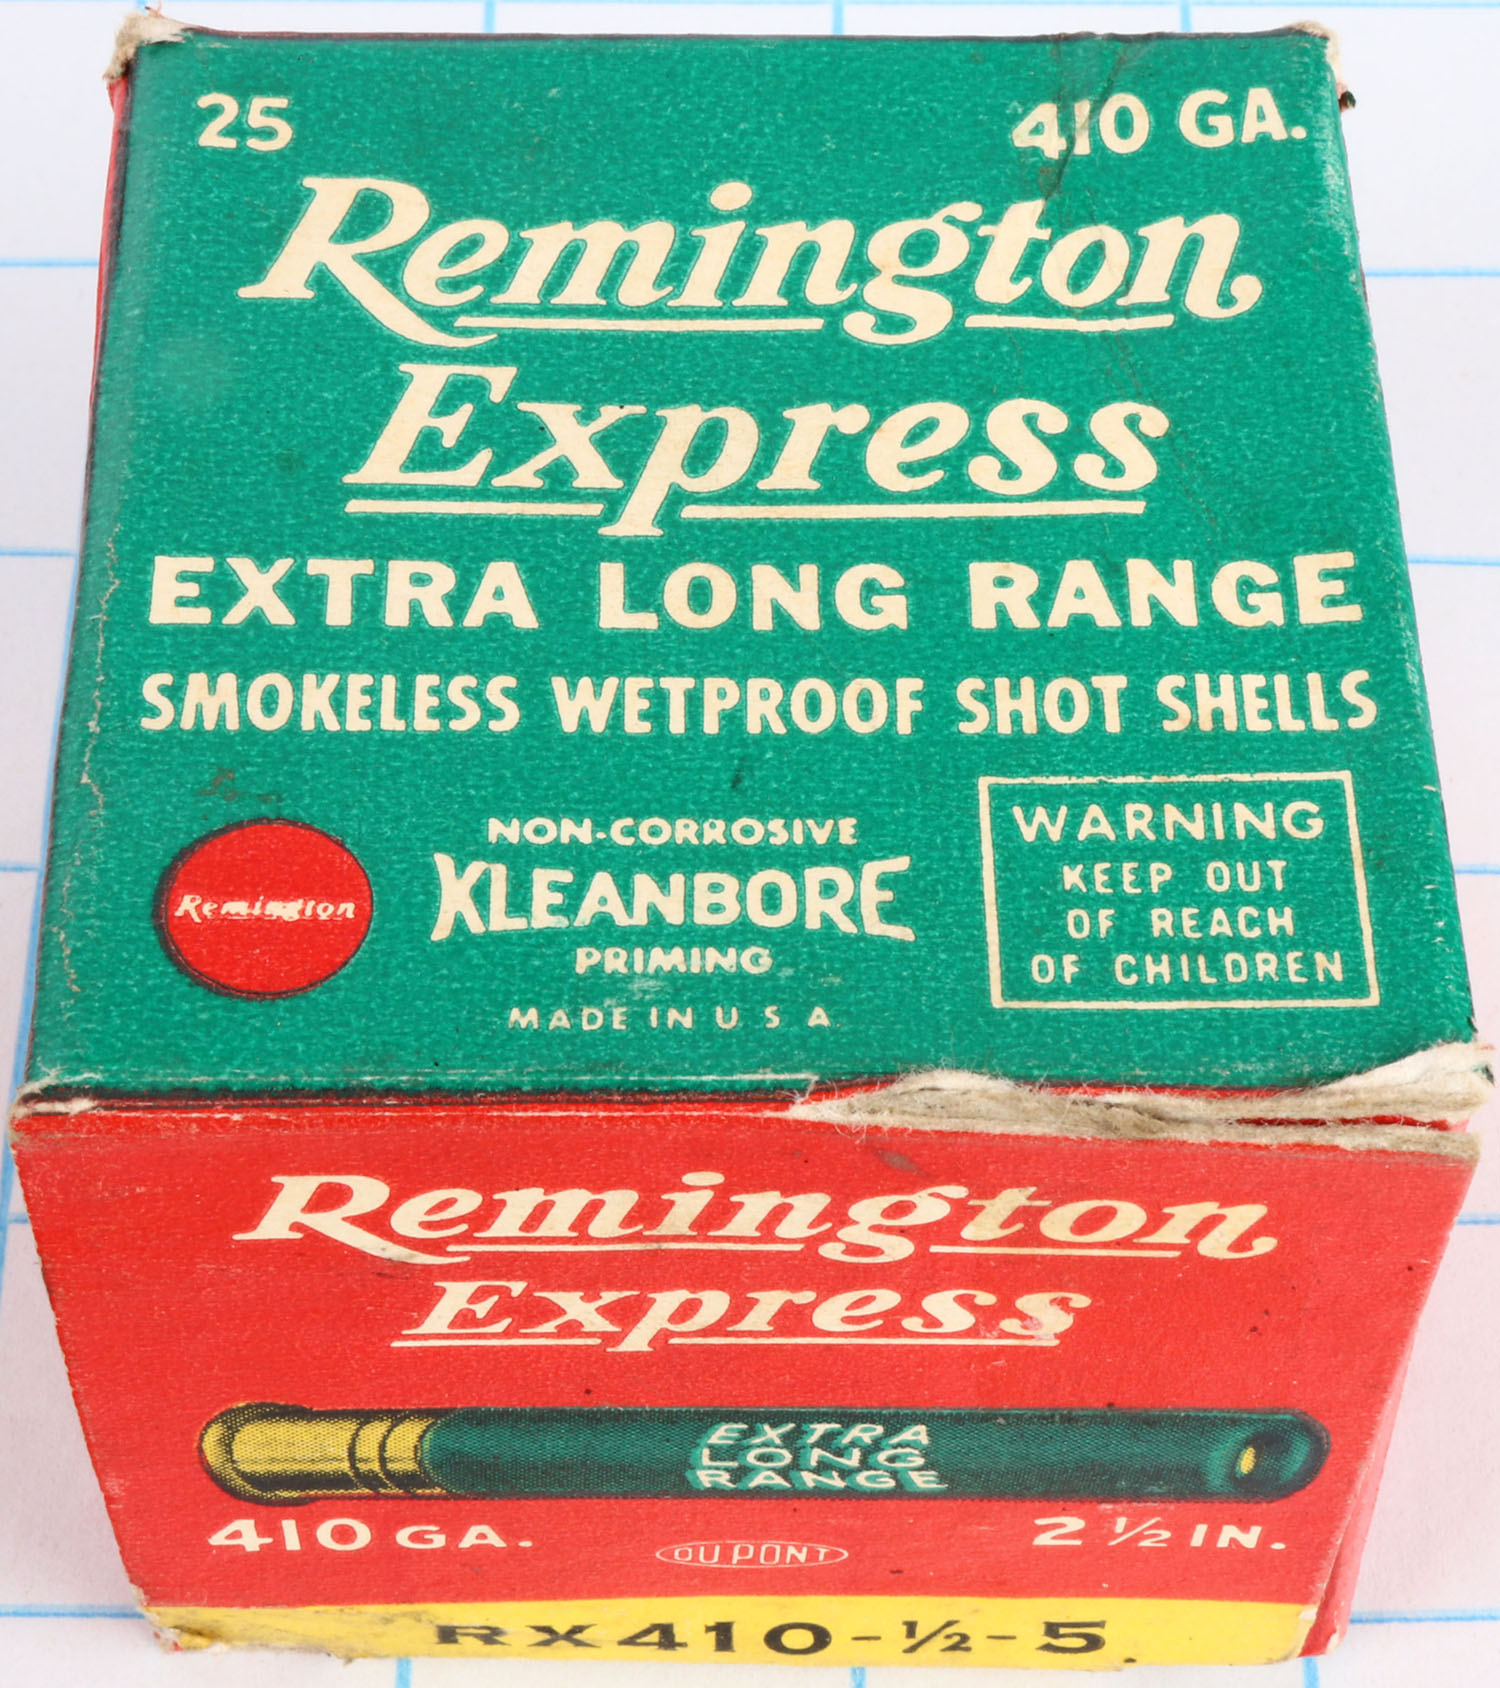 25 410 GA.
Remington
Express
EXTRA LONG RANGE
SMOKELESS WETPROOF SHOT SHELLS
Remington
NON-CORROSIVE
KLEANBORE
PRIMING
MADE IN U S A
WARNING
KEEP OUT
OF REACH
OF CHILDREN
Remington
Express
EXTRA
LONG
RANGE
410 GA. 2 1/2 IN.
DU PONT
RX410-1/2-5